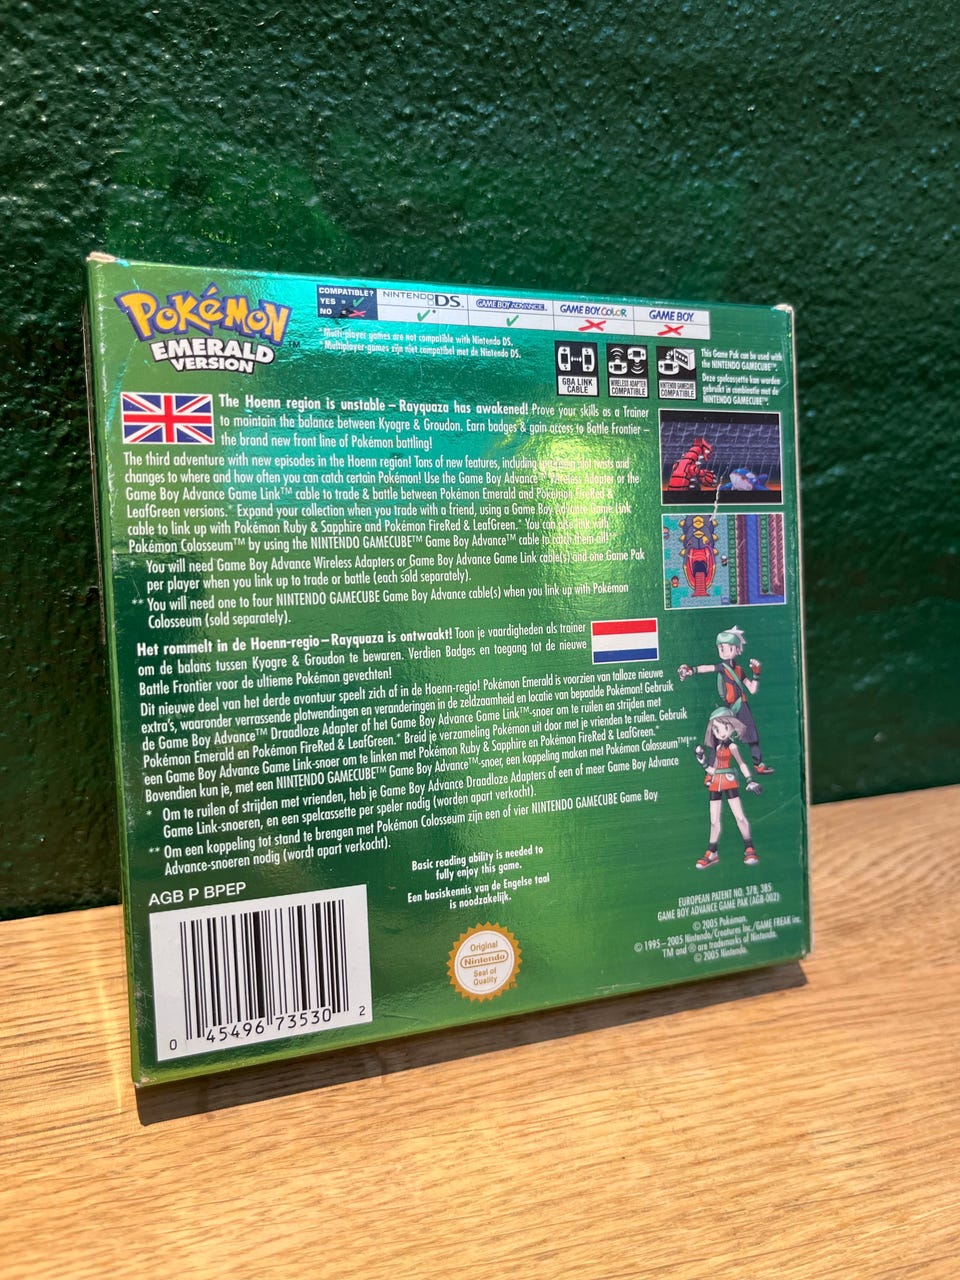 POKéMON™
EMERALD
VERSION
COMPATIBLE?
YES = ✓
NO = ✗
NINTENDO DS™
GAME BOY ADVANCE
GAME BOY COLOR
GAME BOY
*Multi-player games are not compatible with Nintendo DS.
*Multiplayer-games zijn niet compatibel met de Nintendo DS.
GBA LINK
CABLE
WIRELESS ADAPTER
COMPATIBLE
NINTENDO GAMECUBE
COMPATIBLE
This Game Pak can be used with
the NINTENDO GAMECUBE™.
Deze spelcassette kan worden
gebruikt in combinatie met de
NINTENDO GAMECUBE™.
The Hoenn region is unstable – Rayquaza has awakened! Prove your skills as a Trainer
to maintain the balance between Kyogre & Groudon. Earn badges & gain access to Battle Frontier –
the brand new front line of Pokémon battling!
The third adventure with new episodes in the Hoenn region! Tons of new features, including plot twists and
changes to where and how often you can catch certain Pokémon! Use the Game Boy Advance Wireless Adapter or the
Game Boy Advance Game Link™ cable to trade & battle between Pokémon Emerald and Pokémon FireRed &
LeafGreen versions.* Expand your collection when you trade with a friend, using a Game Boy Advance Game Link
cable to link up with Pokémon Ruby & Sapphire and Pokémon FireRed & LeafGreen.* You can also link with
Pokémon Colosseum™ by using the NINTENDO GAMECUBE™ Game Boy Advance™ cable to catch them all!**
You will need Game Boy Advance Wireless Adapters or Game Boy Advance Game Link cable(s) and one Game Pak
per player when you link up to trade or battle (each sold separately).
** You will need one to four NINTENDO GAMECUBE Game Boy Advance cable(s) when you link up with Pokémon
Colosseum (sold separately).
Het rommelt in de Hoenn-regio – Rayquaza is ontwaakt! Toon je vaardigheden als trainer
om de balans tussen Kyogre & Groudon te bewaren. Verdien Badges en toegang tot de nieuwe
Battle Frontier voor de ultieme Pokémon gevechten!
Dit nieuwe deel van het derde avontuur speelt zich af in de Hoenn-regio! Pokémon Emerald is voorzien van talloze nieuwe
extra's, waaronder verrassende plotwendingen en veranderingen in de zeldzaamheid en locatie van bepaalde Pokémon! Gebruik
de Game Boy Advance™ Draadloze Adapter of het Game Boy Advance Game Link™-snoer om te ruilen en strijden met
Pokémon Emerald en Pokémon FireRed & LeafGreen.* Breid je verzameling Pokémon uit door met je vrienden te ruilen. Gebruik
een Game Boy Advance Game Link-snoer om te linken met Pokémon Ruby & Sapphire en Pokémon FireRed & LeafGreen.*
Bovendien kun je, met een NINTENDO GAMECUBE™ Game Boy Advance™-snoer, een koppeling maken met Pokémon Colosseum™!**
* Om te ruilen of strijden met vrienden, heb je Game Boy Advance Draadloze Adapters of een of meer Game Boy Advance
Game Link-snoeren, en een spelcassette per speler nodig (worden apart verkocht).
** Om een koppeling tot stand te brengen met Pokémon Colosseum zijn een of vier NINTENDO GAMECUBE Game Boy
Advance-snoeren nodig (wordt apart verkocht).
Basic reading ability is needed to
fully enjoy this game.
Een basiskennis van de Engelse taal
is noodzakelijk.
AGB P BPEP
0 45496 73530 2
Original
Nintendo
Seal of
Quality
EUROPEAN PATENT NO. 378, 385
GAME BOY ADVANCE GAME PAK (AGB-002)
© 2005 Pokémon.
© 1995-2005 Nintendo/Creatures Inc./GAME FREAK inc.
TM and ® are trademarks of Nintendo.
© 2005 Nintendo.